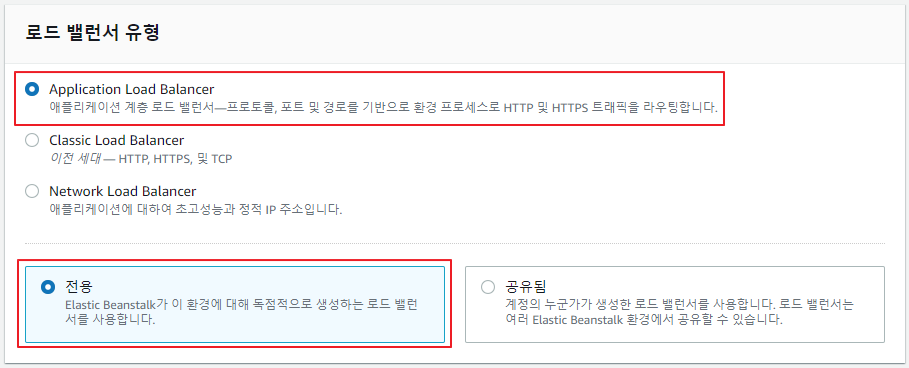 로드 밸런서 유형
Application Load Balancer
애플리케이션 계층 로드 밸런서—프로토콜, 포트 및 경로를 기반으로 환경 프로세스로 HTTP 및 HTTPS 트래픽을 라우팅합니다.
Classic Load Balancer
이전 세대 — HTTP, HTTPS, 및 TCP
Network Load Balancer
애플리케이션에 대하여 초고성능과 정적 IP 주소입니다.
전용
Elastic Beanstalk가 이 환경에 대해 독점적으로 생성하는 로드 밸런
서를 사용합니다.
공유됨
계정의 누군가가 생성한 로드 밸런서를 사용합니다. 로드 밸런서는
여러 Elastic Beanstalk 환경에서 공유할 수 있습니다.